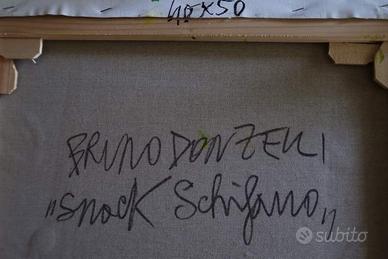 40x50
BRUNO DONZELLI
"Snack Schifano"
subito